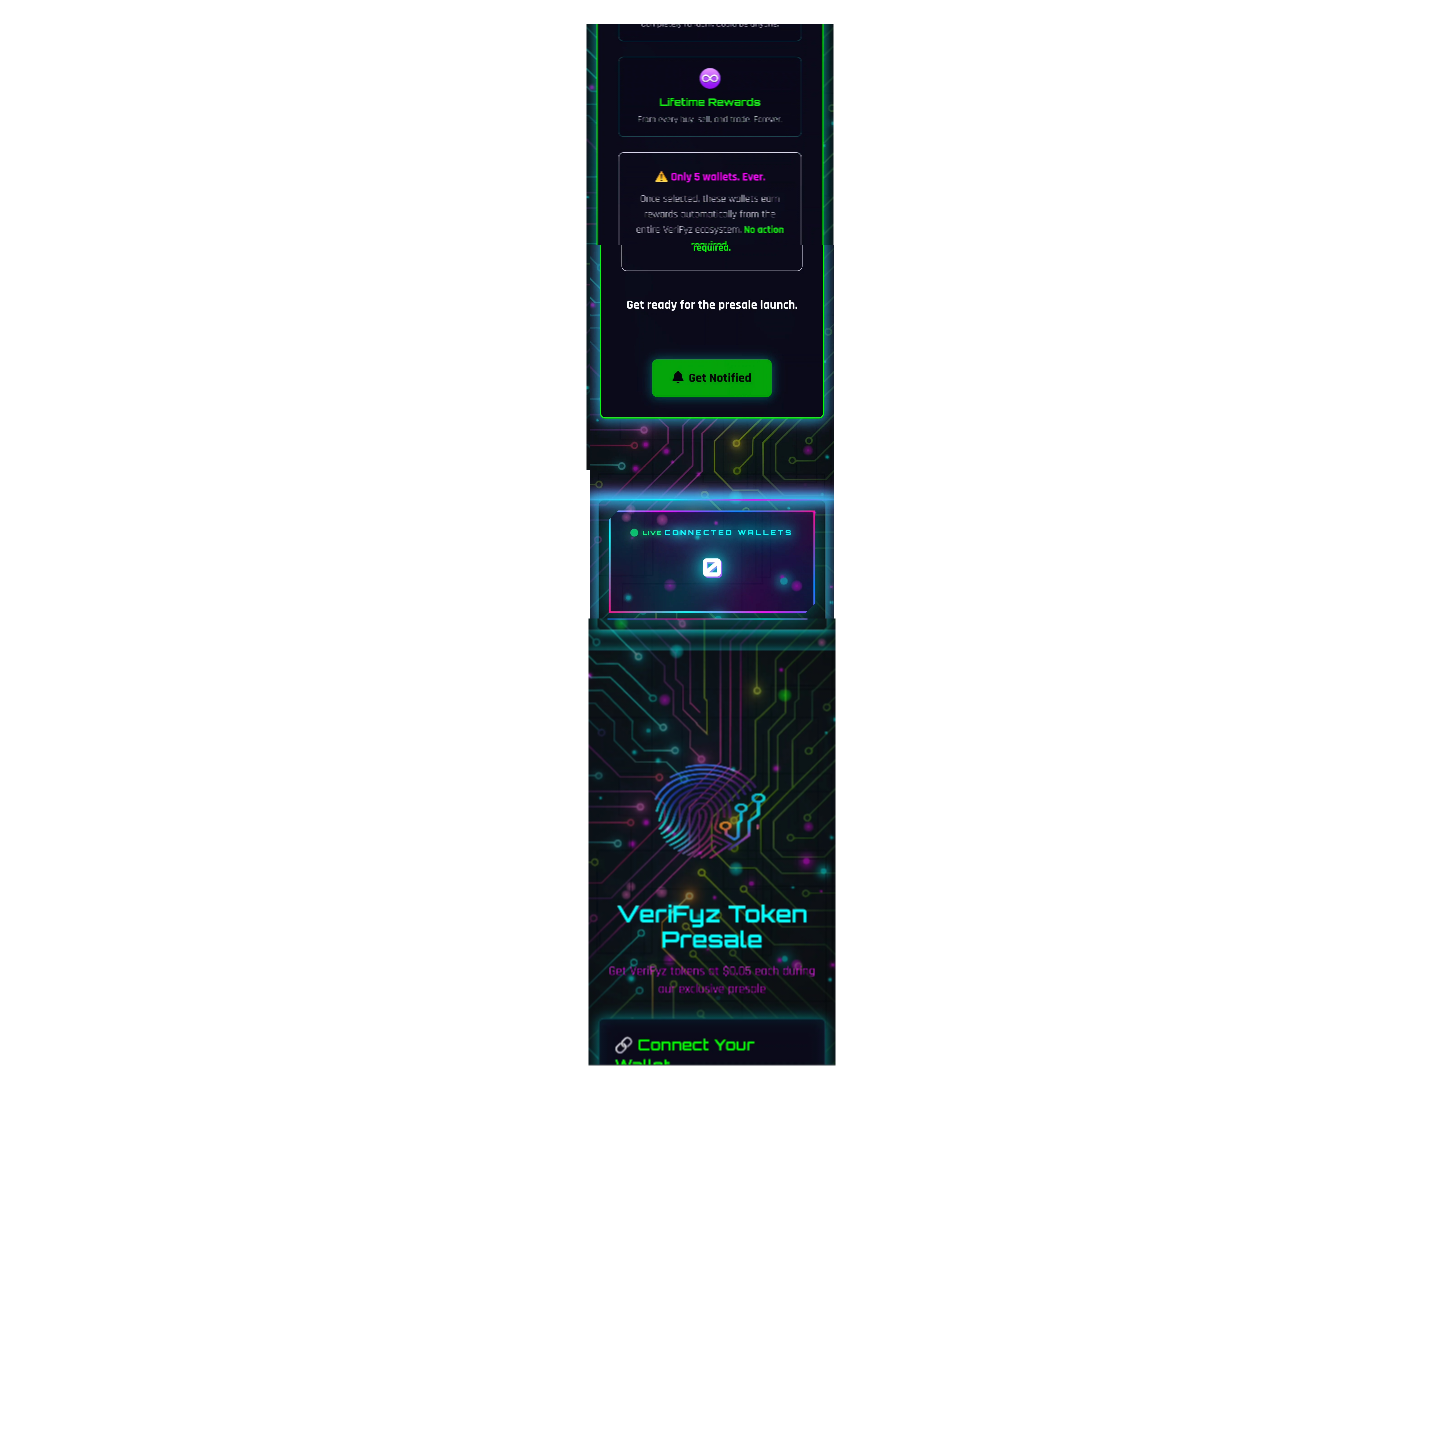 Lifetime Rewards
From every buy, sell, and trade. Forever.
⚠️ Only 5 wallets. Ever.
Once selected, these wallets earn
rewards automatically from the
entire VeriFyz ecosystem. No action
required.
Get ready for the presale launch.
Get Notified
LIVE CONNECTED WALLETS
VeriFyz Token
Presale
Get VeriFyz tokens at $0.05 each during
our exclusive presale
Connect Your
Wallet